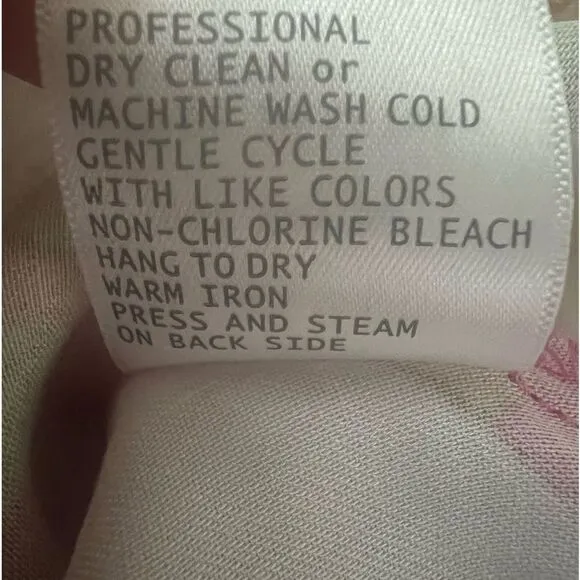 PROFESSIONAL
DRY CLEAN or
MACHINE WASH COLD
GENTLE CYCLE
WITH LIKE COLORS
NON-CHLORINE BLEACH
HANG TO DRY
WARM IRON
PRESS AND STEAM
ON BACK SIDE